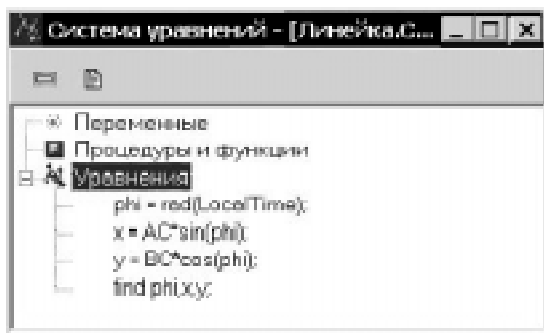 Система уравнений - [Линейка.С...
Переменные
Процедуры и функции
Уравнения
phi = rad(LocalTime);
x = AC*sin(phi);
y = BC*cos(phi);
find phi,x,y;